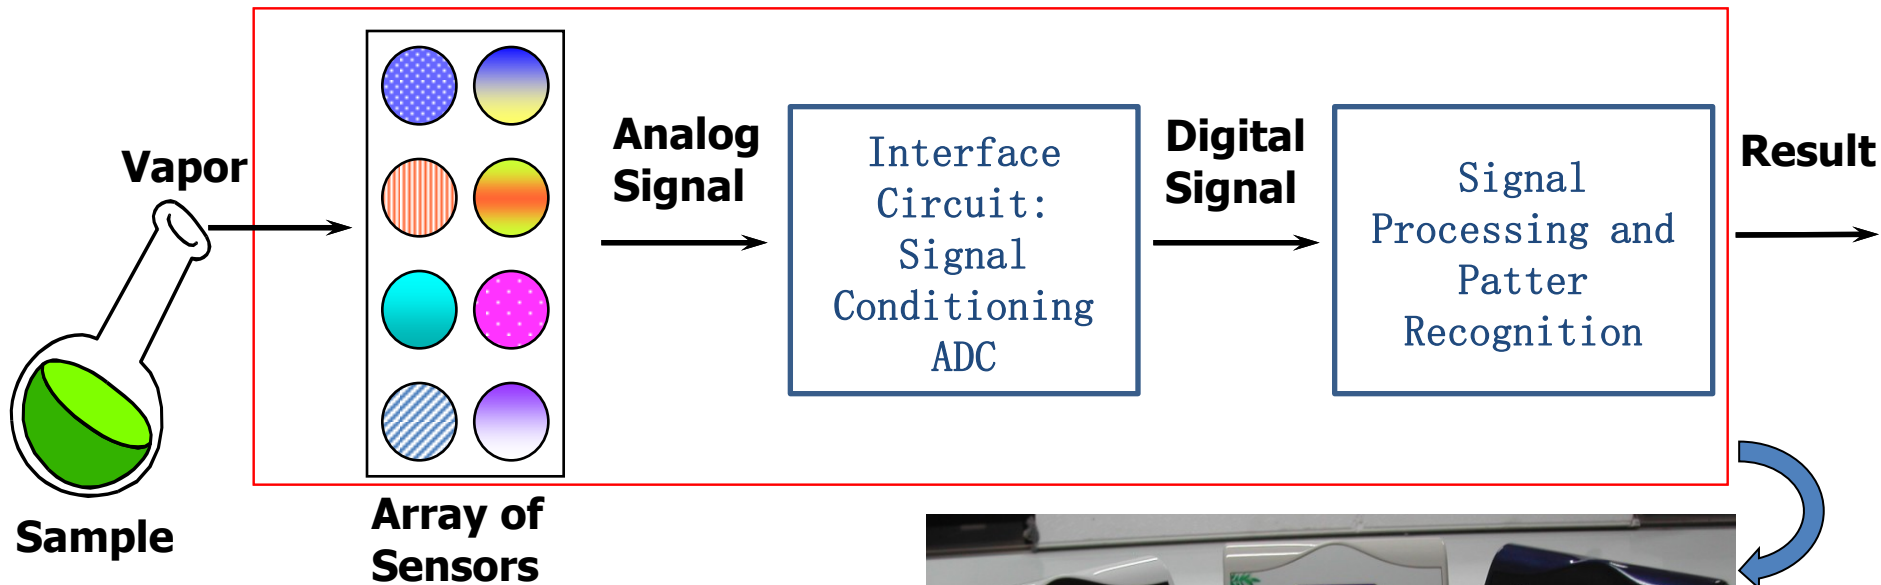 Vapor
Sample
Array of
Sensors
Analog
Signal
Interface
Circuit:
Signal
Conditioning
ADC
Digital
Signal
Signal
Processing and
Patter
Recognition
Result